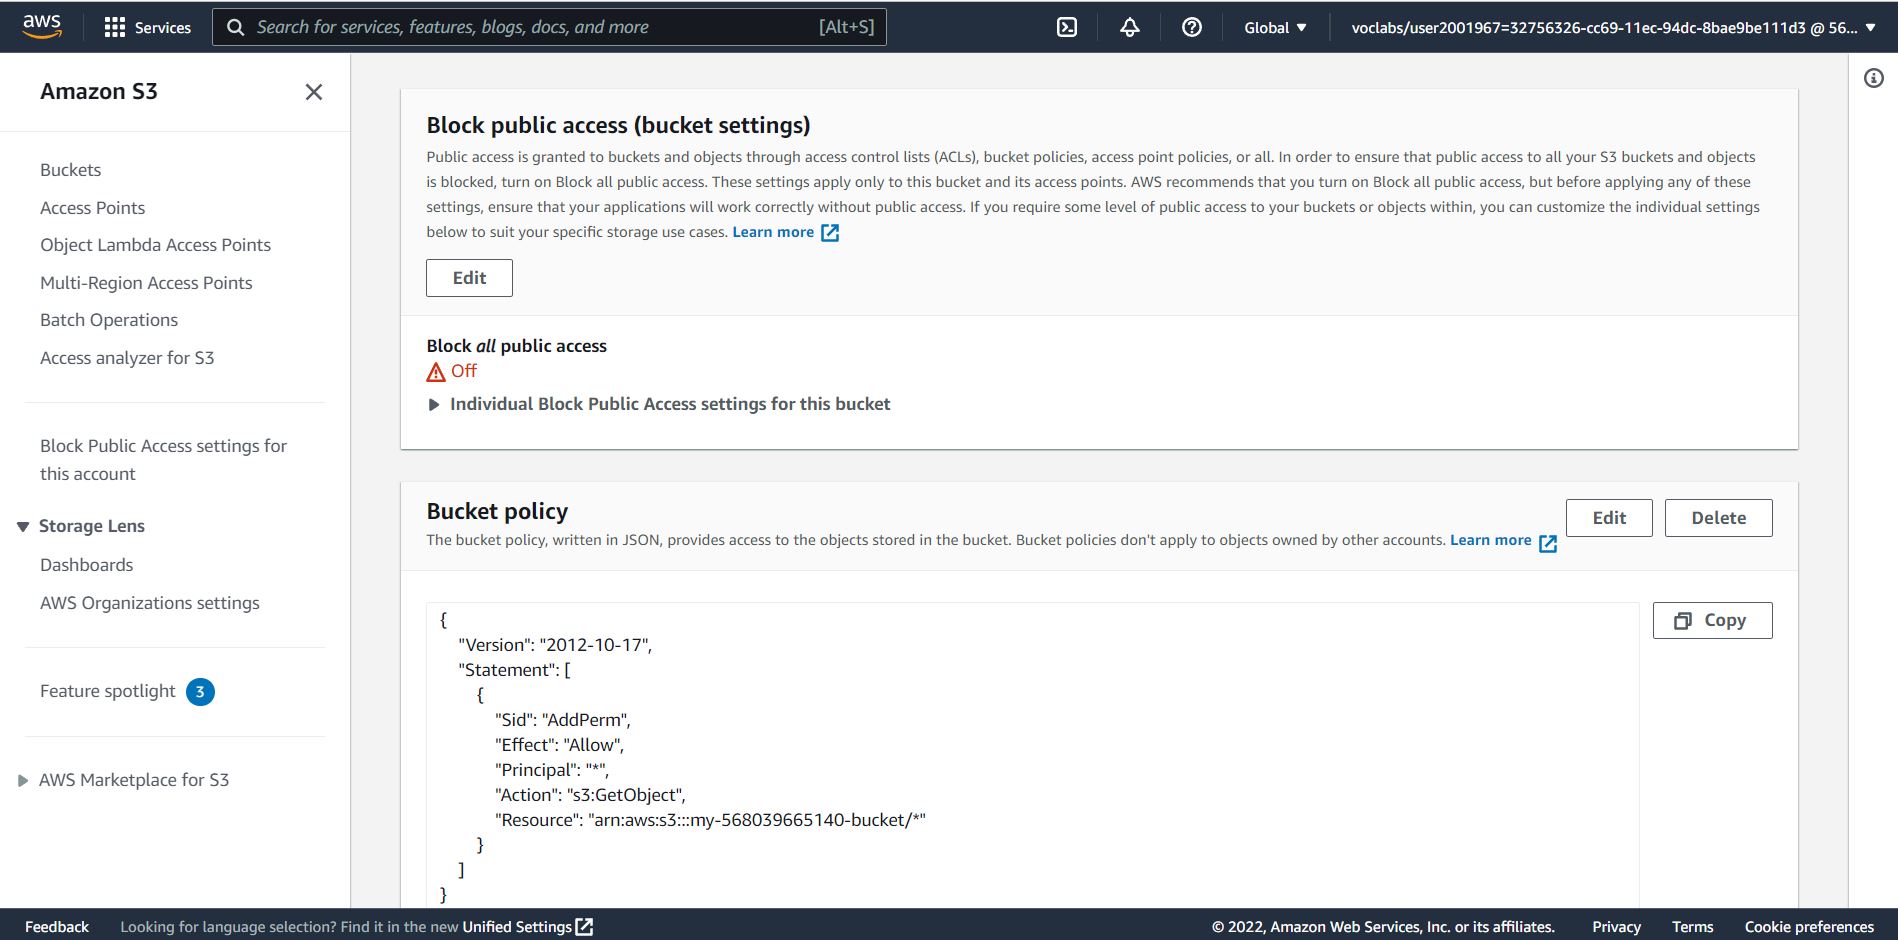 aws
Services
Search for services, features, blogs, docs, and more
[Alt+S]
Global
voclabs/user2001967=32756326-cc69-11ec-94dc-8bae9be111d3 @ 56...
Amazon S3
Buckets
Access Points
Object Lambda Access Points
Multi-Region Access Points
Batch Operations
Access analyzer for S3
Block Public Access settings for
this account
Storage Lens
Dashboards
AWS Organizations settings
Feature spotlight 3
AWS Marketplace for S3
Block public access (bucket settings)
Public access is granted to buckets and objects through access control lists (ACLs), bucket policies, access point policies, or all. In order to ensure that public access to all your S3 buckets and objects
is blocked, turn on Block all public access. These settings apply only to this bucket and its access points. AWS recommends that you turn on Block all public access, but before applying any of these
settings, ensure that your applications will work correctly without public access. If you require some level of public access to your buckets or objects within, you can customize the individual settings
below to suit your specific storage use cases. Learn more
Edit
Block all public access
Off
Individual Block Public Access settings for this bucket
Bucket policy
Edit
Delete
The bucket policy, written in JSON, provides access to the objects stored in the bucket. Bucket policies don't apply to objects owned by other accounts. Learn more
Copy
{
"Version": "2012-10-17",
"Statement": [
{
"Sid": "AddPerm",
"Effect": "Allow",
"Principal": "*",
"Action": "s3:GetObject",
"Resource": "arn:aws:s3:::my-568039665140-bucket/*"
}
]
}
Feedback
Looking for language selection? Find it in the new Unified Settings
© 2022, Amazon Web Services, Inc. or its affiliates.
Privacy
Terms
Cookie preferences